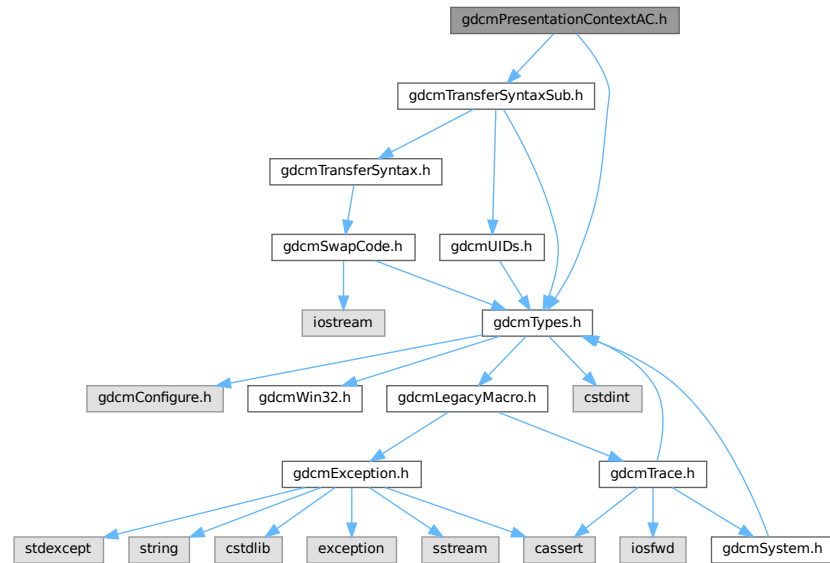 gdcmPresentationContextAC.h
gdcmTransferSyntaxSub.h
gdcmTransferSyntax.h
gdcmSwapCode.h
gdcmUIDs.h
iostream
gdcmTypes.h
gdcmConfigure.h
gdcmWin32.h
gdcmLegacyMacro.h
cstdint
gdcmException.h
gdcmTrace.h
stdexcept
string
cstdlib
exception
sstream
cassert
iosfwd
gdcmSystem.h